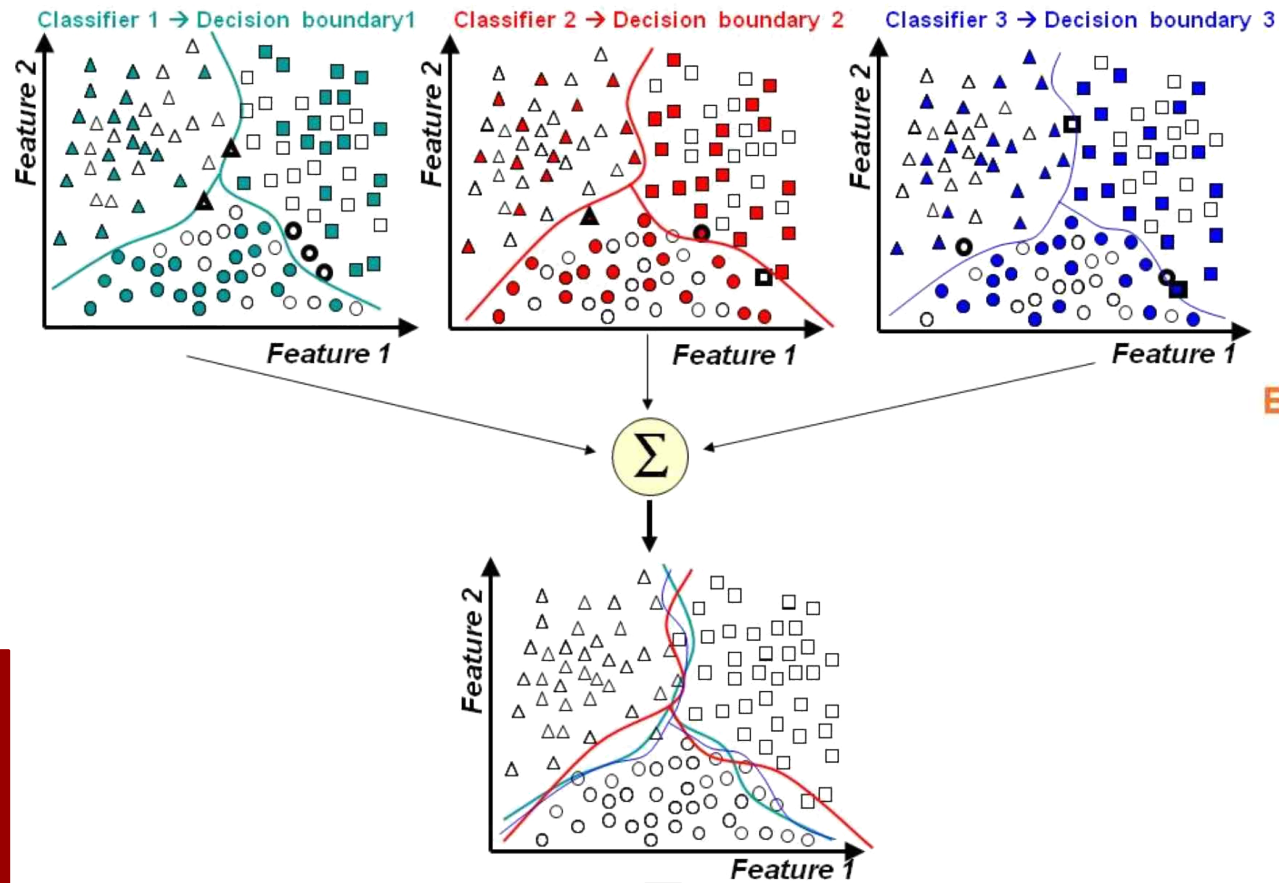 Classifier 1 → Decision boundary1
Classifier 2 → Decision boundary 2
Classifier 3 → Decision boundary 3
Feature 2
Feature 1
Feature 2
Feature 1
Feature 2
Feature 1
E
Σ
Feature 2
Feature 1